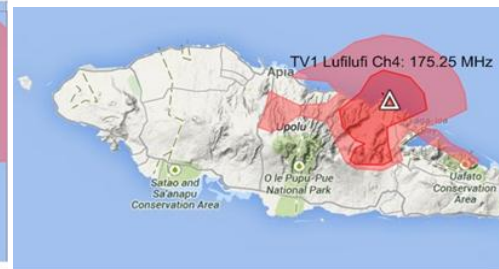 TV1 Lufilufi Ch4: 175.25 MHz
Apia
Upolu
O le Pupu-Pue
National Park
Satao and
Sa'anapu
Conservation Area
Uafato
Conservation
Area